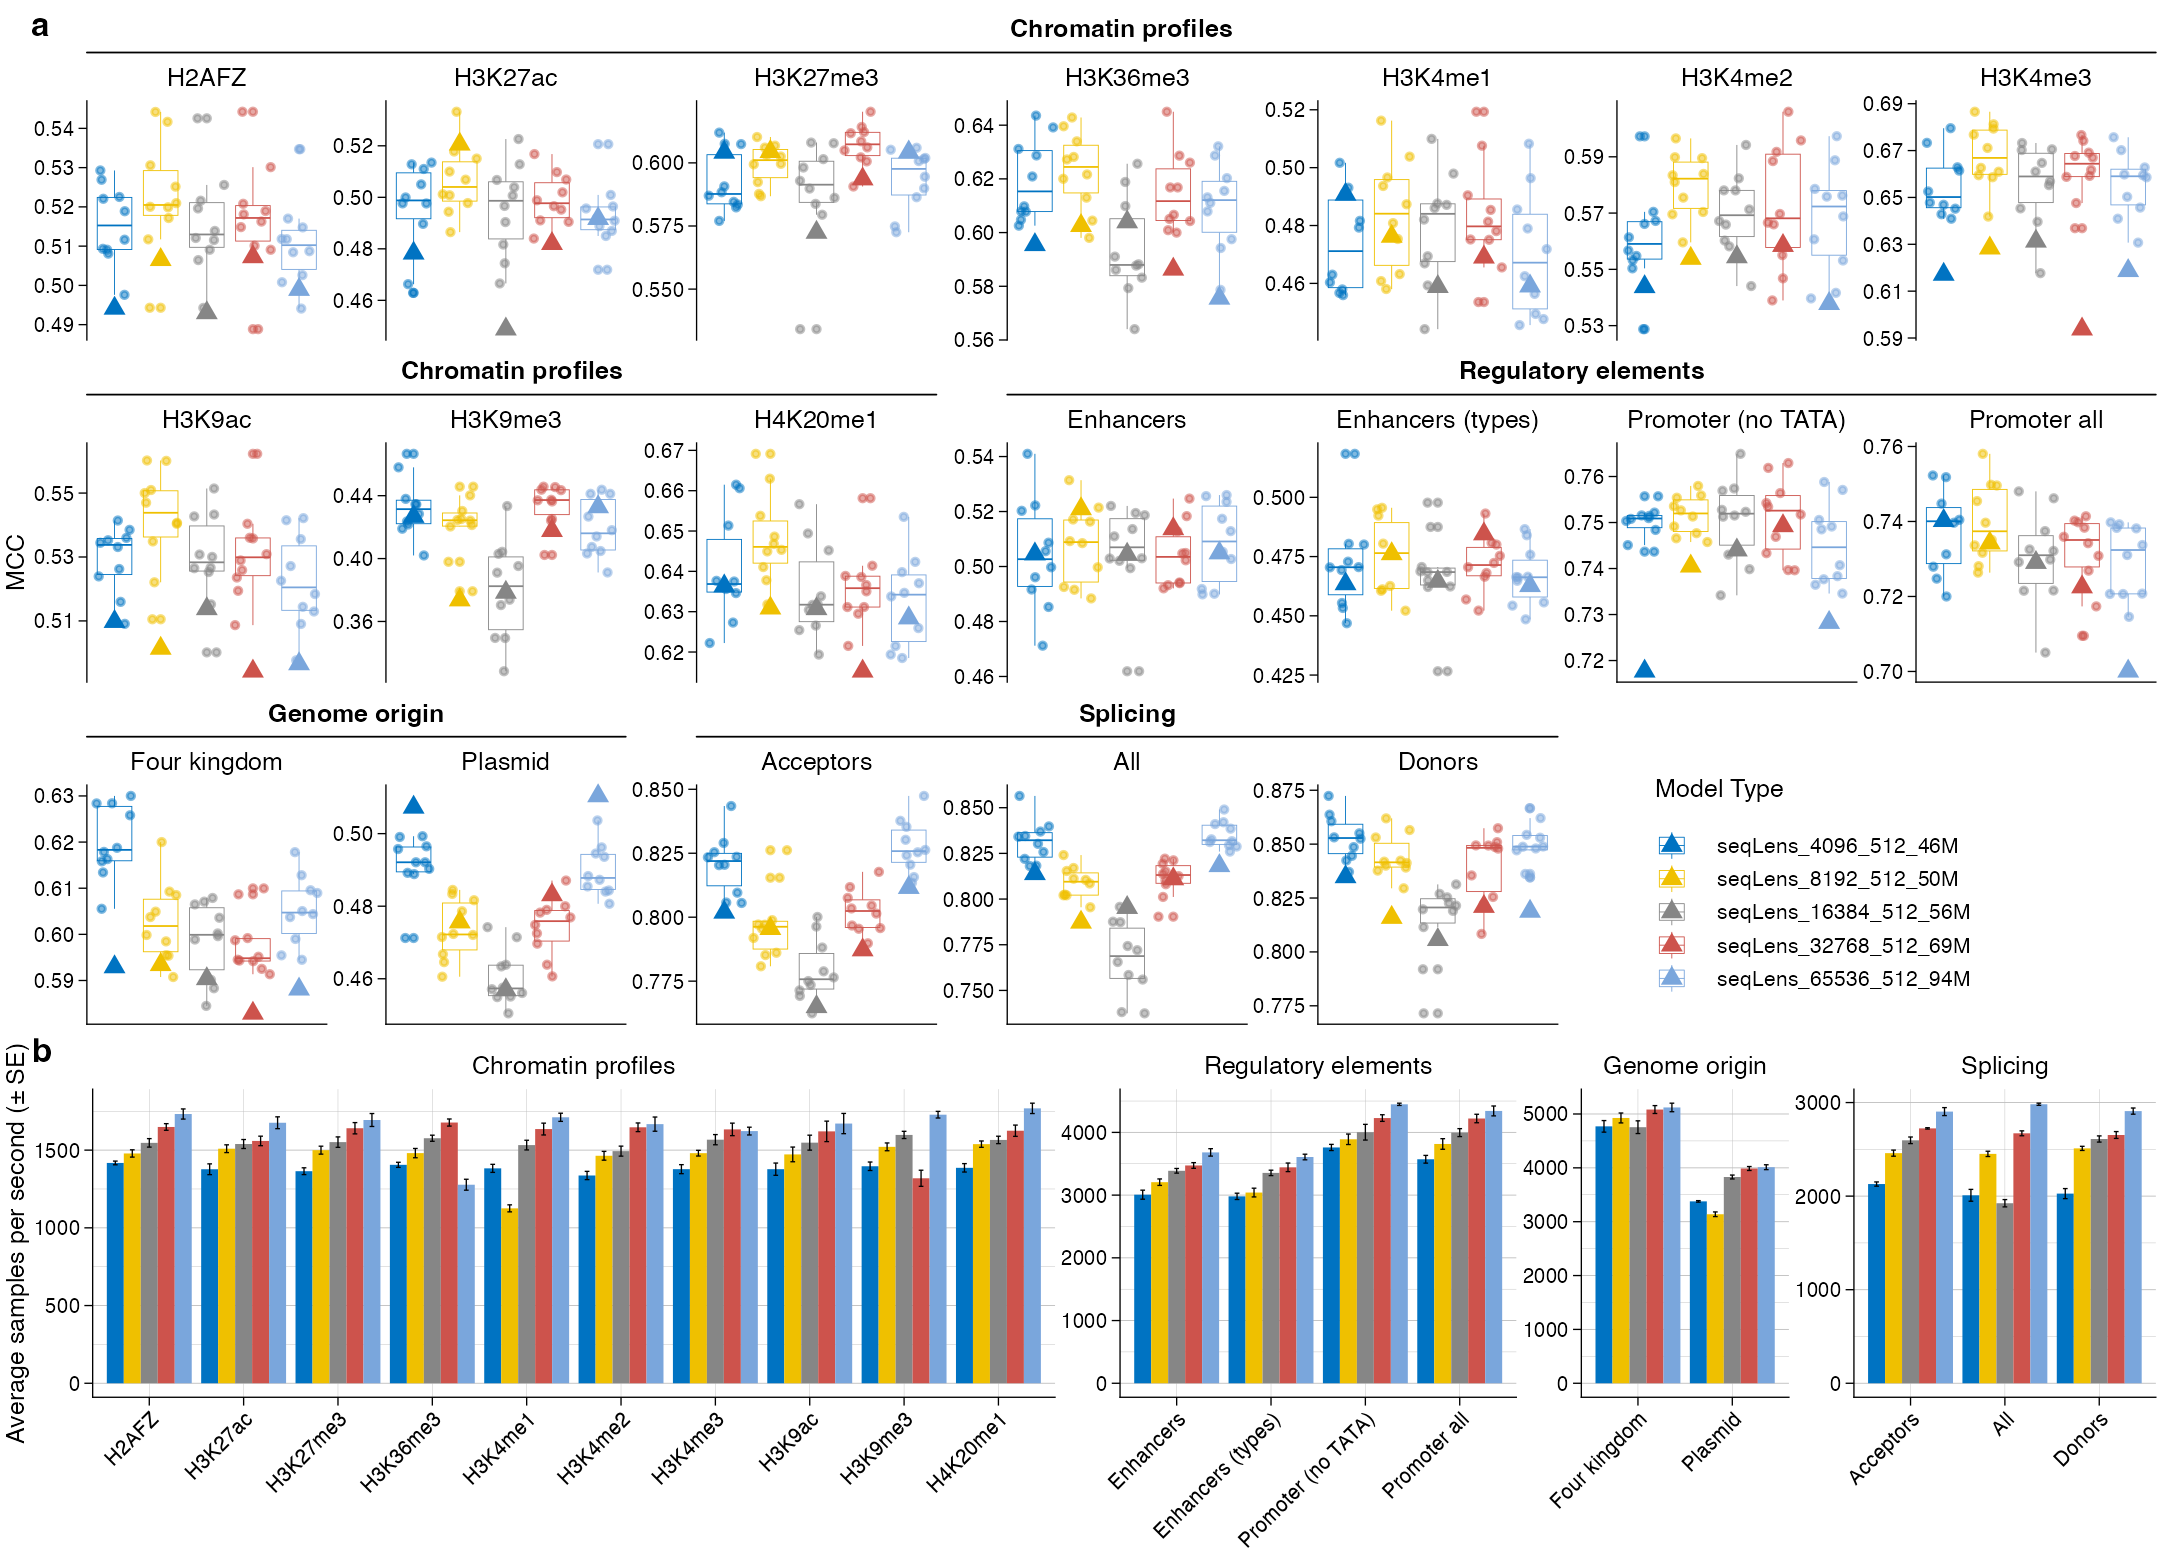 a
Chromatin profiles
H2AFZ H3K27ac H3K27me3 H3K36me3 H3K4me1 H3K4me2 H3K4me3
0.54 0.53 0.52 0.51 0.50 0.49
0.52 0.50 0.48 0.46
0.600 0.575 0.550
0.64 0.62 0.60 0.58 0.56
0.52 0.50 0.48 0.46
0.59 0.57 0.55 0.53
0.69 0.67 0.65 0.63 0.61 0.59
Chromatin profiles Regulatory elements
H3K9ac H3K9me3 H4K20me1 Enhancers Enhancers (types) Promoter (no TATA) Promoter all
MCC
0.55 0.53 0.51
0.44 0.40 0.36
0.67 0.66 0.65 0.64 0.63 0.62
0.54 0.52 0.50 0.48 0.46
0.500 0.475 0.450 0.425
0.76 0.75 0.74 0.73 0.72
0.76 0.74 0.72 0.70
Genome origin Splicing
Four kingdom Plasmid Acceptors All Donors
0.63 0.62 0.61 0.60 0.59
0.50 0.48 0.46
0.850 0.825 0.800 0.775
0.850 0.825 0.800 0.775 0.750
0.875 0.850 0.825 0.800 0.775
Model Type
seqLens_4096_512_46M
seqLens_8192_512_50M
seqLens_16384_512_56M
seqLens_32768_512_69M
seqLens_65536_512_94M
b
Chromatin profiles Regulatory elements Genome origin Splicing
Average samples per second (± SE)
1500 1000 500 0
4000 3000 2000 1000 0
5000 4000 3000 2000 1000 0
3000 2000 1000 0
H2AFZ H3K27ac H3K27me3 H3K36me3 H3K4me1 H3K4me2 H3K4me3 H3K9ac H3K9me3 H4K20me1
Enhancers Enhancers (types) Promoter (no TATA) Promoter all
Four kingdom Plasmid
Acceptors All Donors